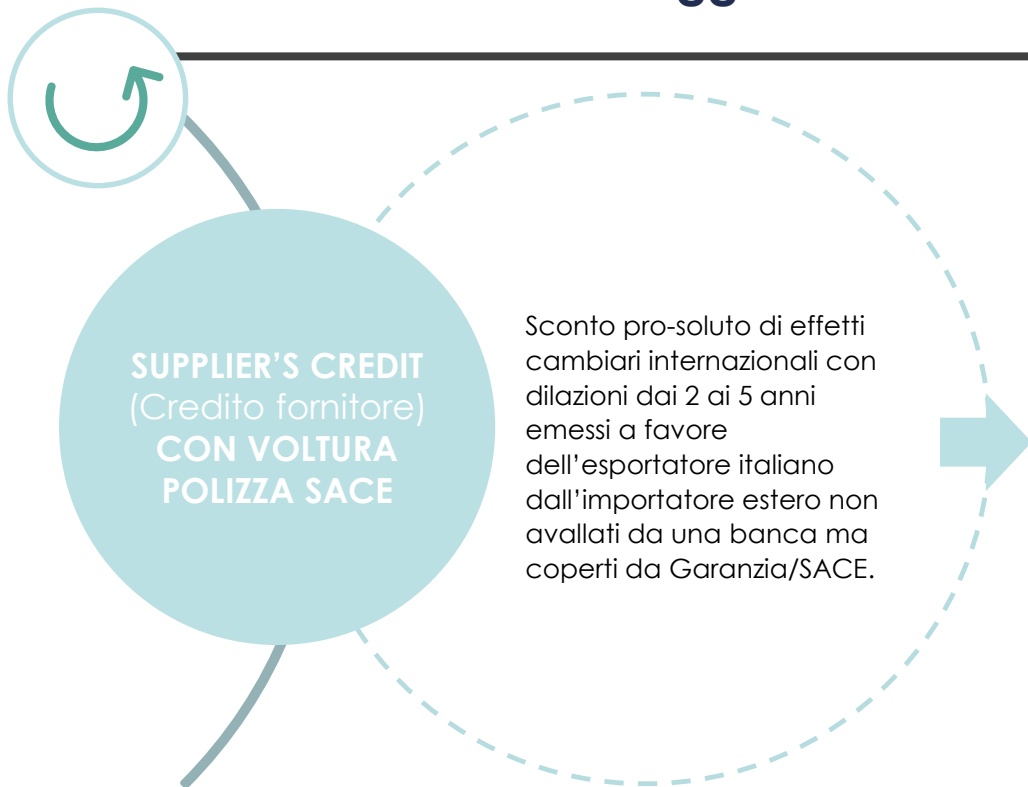 SUPPLIER'S CREDIT
(Credito fornitore)
CON VOLTURA
POLIZZA SACE
Sconto pro-soluto di effetti
cambiari internazionali con
dilazioni dai 2 ai 5 anni
emessi a favore
dell'esportatore italiano
dall'importatore estero non
avallati da una banca ma
coperti da Garanzia/SACE.